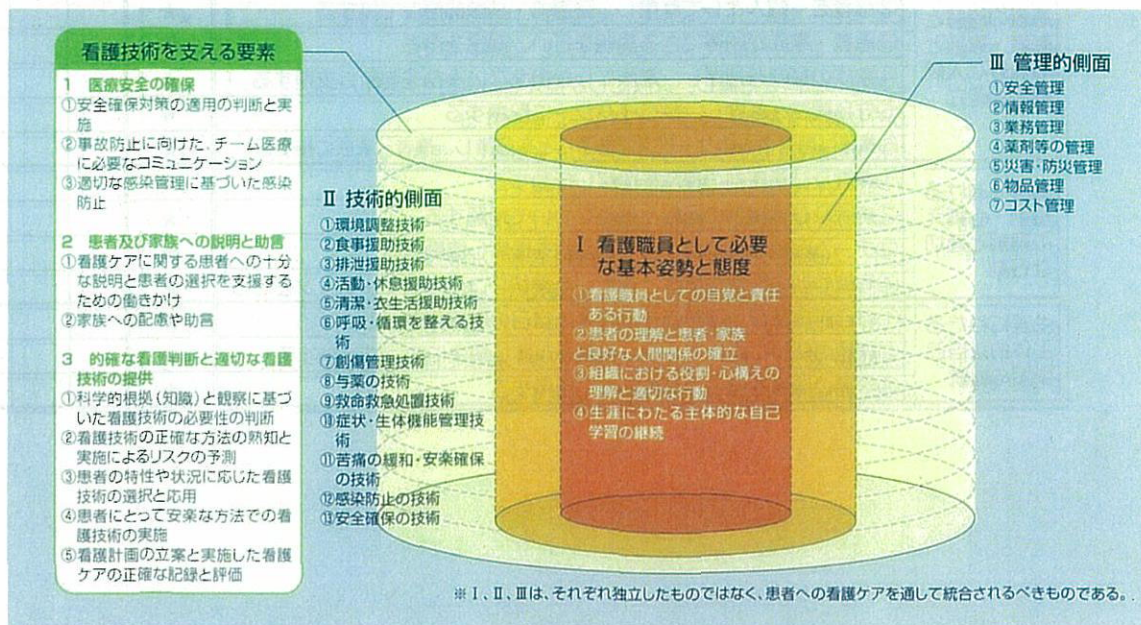 看護技術を支える要素
1 医療安全の確保
①安全確保対策の適用の判断と実
施
②事故防止に向けた、チーム医療
に必要なコミュニケーション
③適切な感染管理に基づいた感染
防止
2 患者及び家族への説明と助言
①看護ケアに関する患者への十分
な説明と患者の選択を支援する
ための働きかけ
②家族への配慮や助言
3 的確な看護判断と適切な看護
技術の提供
①科学的根拠(知識)と観察に基づ
いた看護技術の必要性の判断
②看護技術の正確な方法の熟知と
実施によるリスクの予測
③患者の特性や状況に応じた看護
技術の選択と応用
④患者にとって安楽な方法での看
護技術の実施
⑤看護計画の立案と実施した看護
ケアの正確な記録と評価
Ⅱ 技術的側面
①環境調整技術
②食事援助技術
③排泄援助技術
④活動・休息援助技術
⑤清潔・衣生活援助技術
⑥呼吸・循環を整える技
術
⑦創傷管理技術
⑧与薬の技術
⑨救命救急処置技術
⑩症状・生体機能管理技
術
⑪苦痛の緩和・安楽確保
の技術
⑫感染防止の技術
⑬安全確保の技術
Ⅰ 看護職員として必要
な基本姿勢と態度
①看護職員としての自覚と責任
ある行動
②患者の理解と患者・家族
と良好な人間関係の確立
③組織における役割・心構えの
理解と適切な行動
④生涯にわたる主体的な自己
学習の継続
Ⅲ 管理的側面
①安全管理
②情報管理
③業務管理
④薬剤等の管理
⑤災害・防災管理
⑥物品管理
⑦コスト管理
※Ⅰ、Ⅱ、Ⅲは、それぞれ独立したものではなく、患者への看護ケアを通して統合されるべきものである。